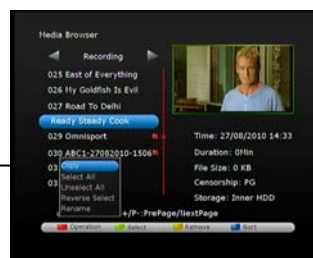 Media Browser
Recording
025 East of Everything
026 My Goldfish Is Evil
027 Road To Delhi
Ready Steady Cook
029 Omnisport
030 ABC1-27082010-1506
03
03
Copy
Select All
Unselect All
Reverse Select
Rename
Time: 27/08/2010 14:33
Duration: 0Min
File Size: 0 KB
Censorship: PG
Storage: Inner HDD
+/P-:PrePage/NextPage
Operation Select Remove Sort